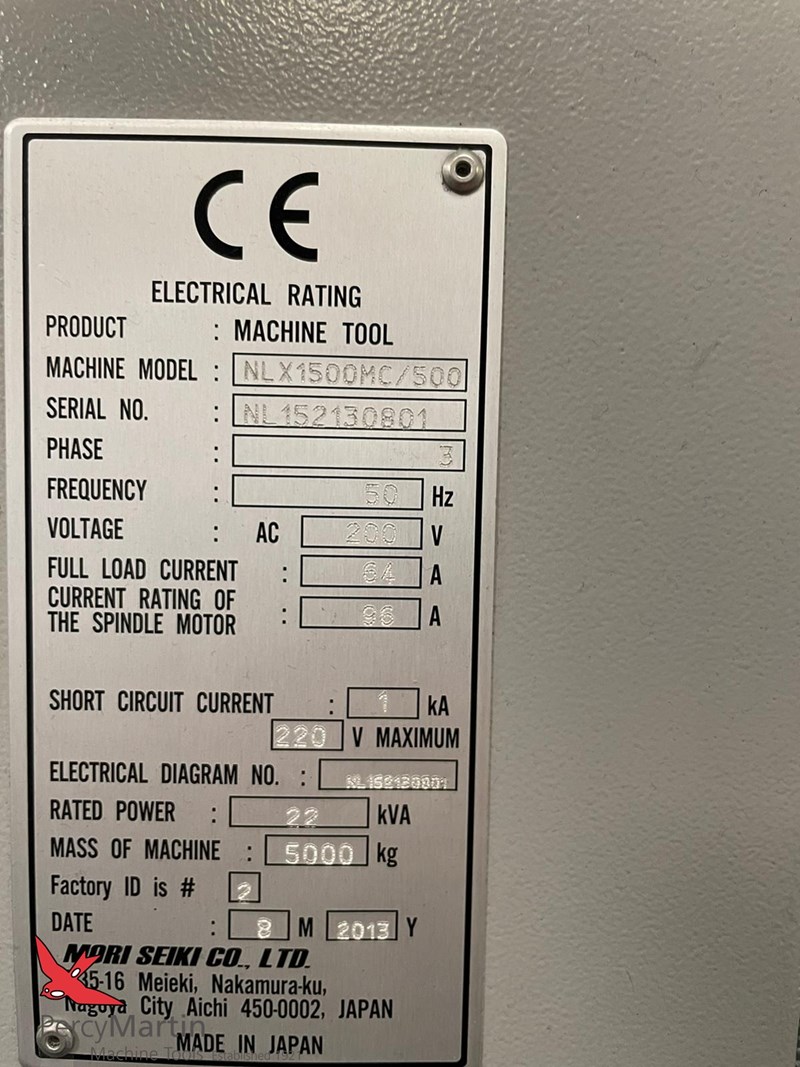 CE
ELECTRICAL RATING
PRODUCT : MACHINE TOOL
MACHINE MODEL : NLX1500MC/500
SERIAL NO. : NL152130801
PHASE : 3
FREQUENCY : 50 Hz
VOLTAGE : AC 200 V
FULL LOAD CURRENT : 64 A
CURRENT RATING OF
THE SPINDLE MOTOR : 96 A
SHORT CIRCUIT CURRENT : 1 kA
220 V MAXIMUM
ELECTRICAL DIAGRAM NO. : NL152130801
RATED POWER : 22 kVA
MASS OF MACHINE : 5000 kg
Factory ID is # 2
DATE : 8 M 2013 Y
MORI SEIKI CO., LTD.
35-16 Meieki, Nakamura-ku,
Nagoya City Aichi 450-0002, JAPAN
PercyMartin
MADE IN JAPAN
Machine Tools Established 1921